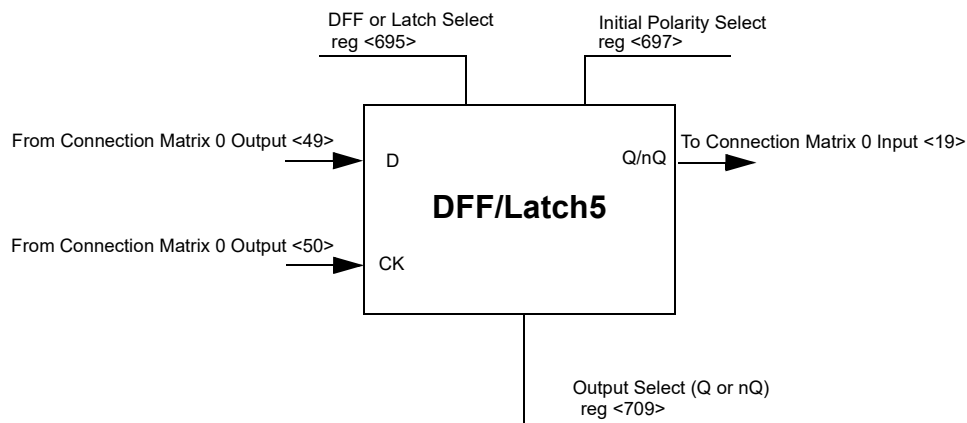 DFF or Latch Select
reg <695>
Initial Polarity Select
reg <697>
From Connection Matrix 0 Output <49>
D
Q/nQ
To Connection Matrix 0 Input <19>
DFF/Latch5
From Connection Matrix 0 Output <50>
CK
Output Select (Q or nQ)
reg <709>